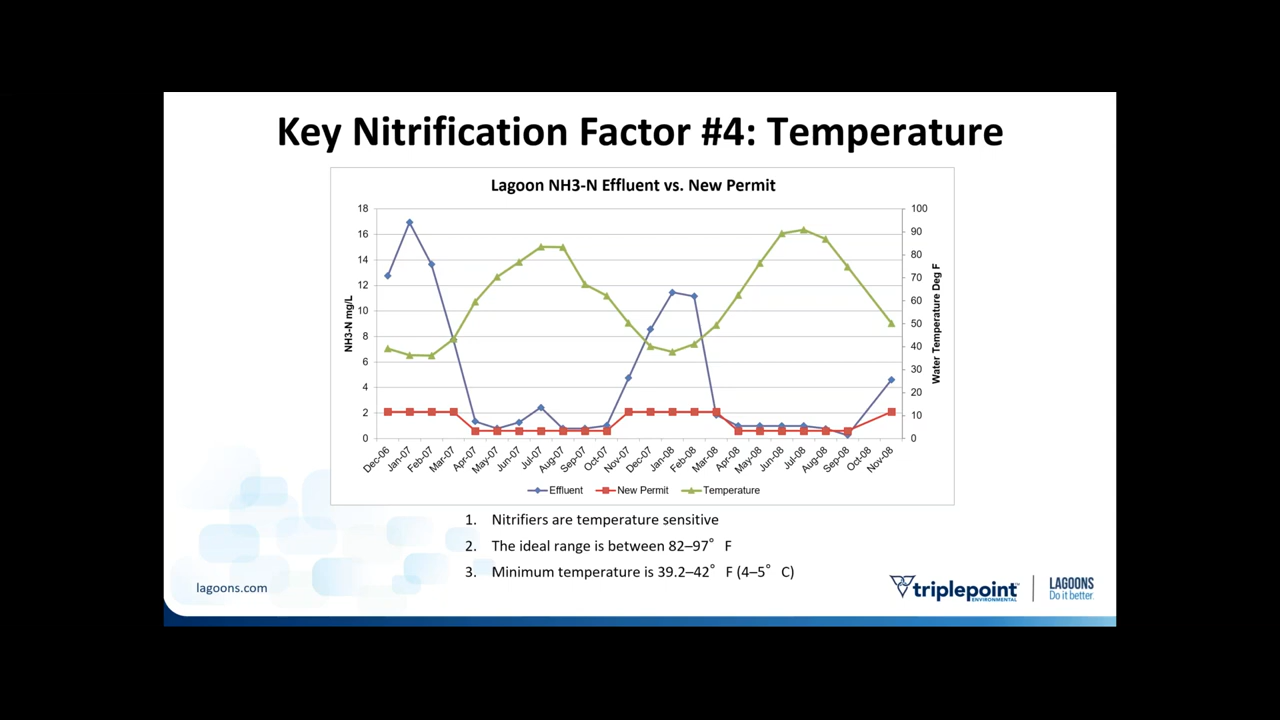 Key Nitrification Factor #4: Temperature
Lagoon NH3-N Effluent vs. New Permit
18
16
14
12
10
8
6
4
2
0
NH3-N mg/L
100
90
80
70
60
50
40
30
20
10
0
Water Temperature Deg F
Dec-06 Jan-07 Feb-07 Mar-07 Apr-07 May-07 Jun-07 Jul-07 Aug-07 Sep-07 Oct-07 Nov-07 Dec-07 Jan-08 Feb-08 Mar-08 Apr-08 May-08 Jun-08 Jul-08 Aug-08 Sep-08 Oct-08 Nov-08
Effluent New Permit Temperature
1. Nitrifiers are temperature sensitive
2. The ideal range is between 82–97° F
3. Minimum temperature is 39.2–42° F (4–5° C)
lagoons.com
triplepoint™
ENVIRONMENTAL
LAGOONS
Do it better.